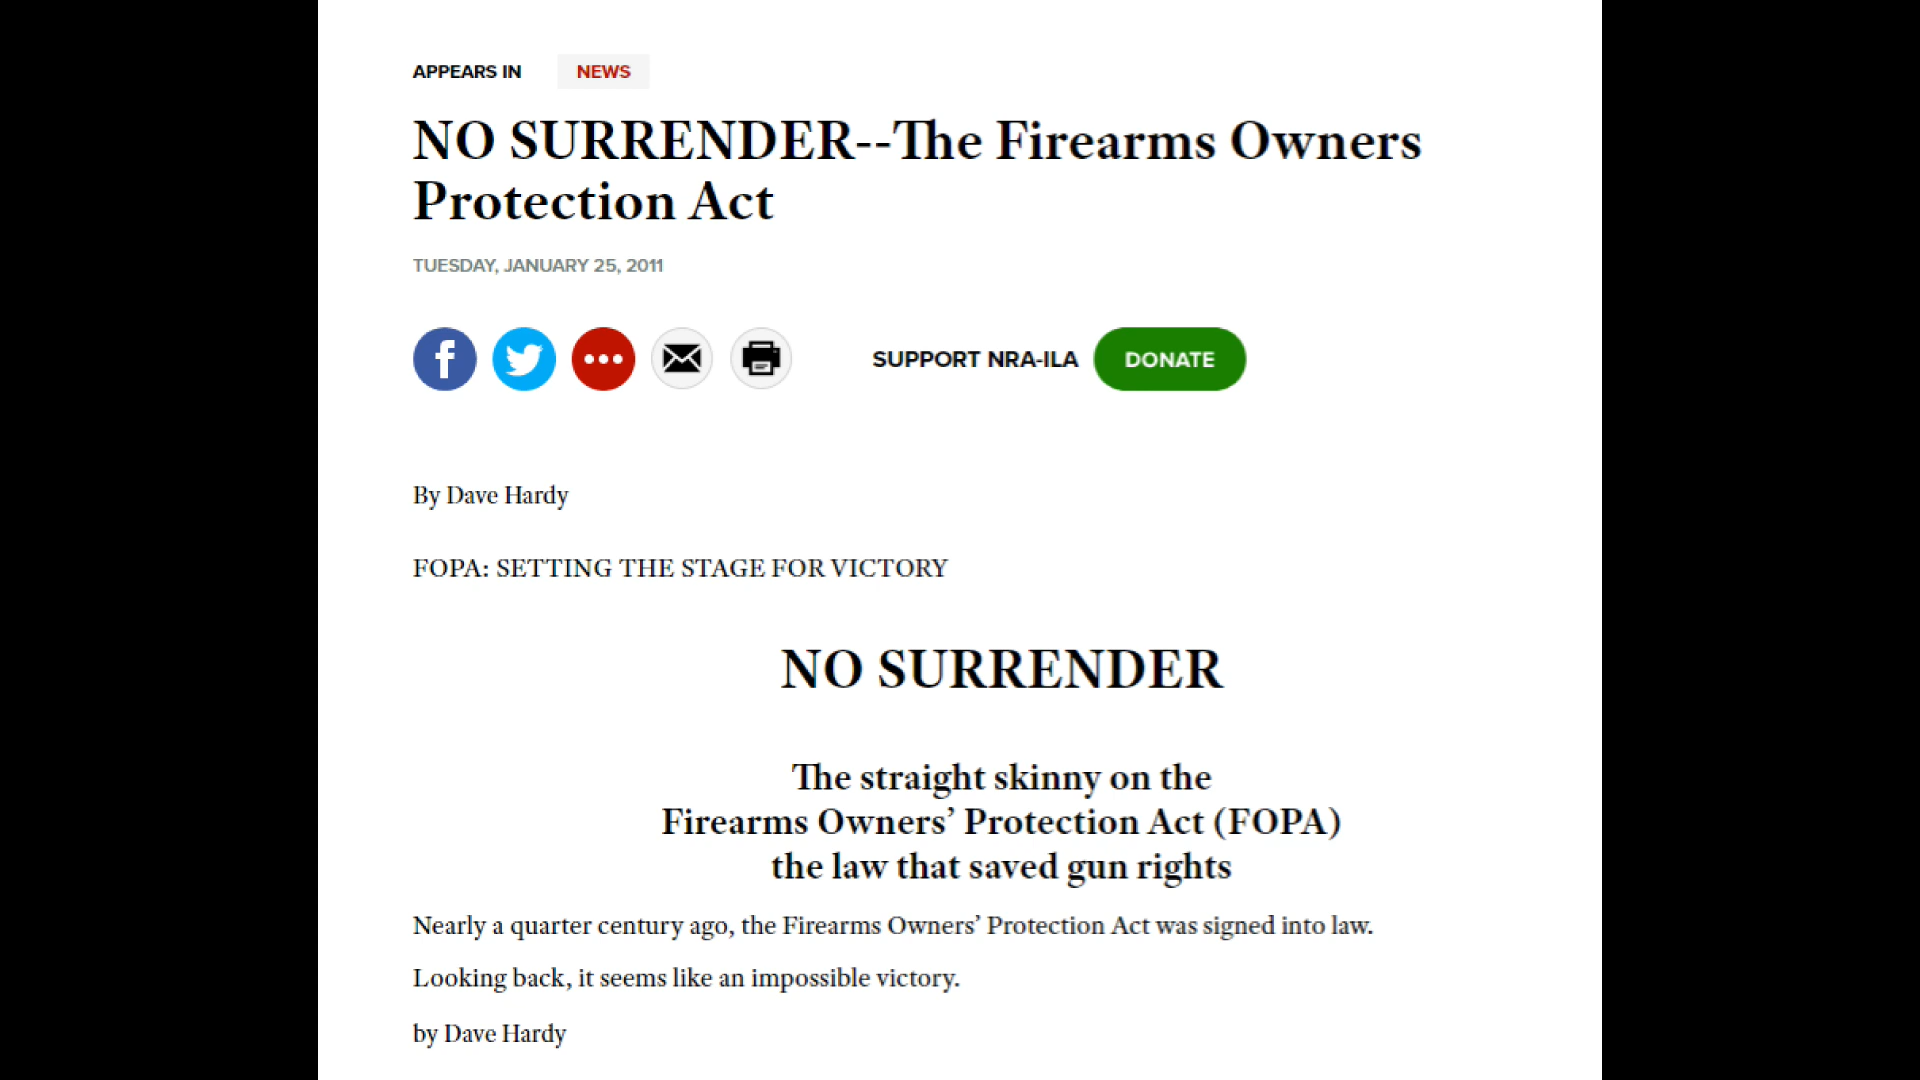 APPEARS IN NEWS
NO SURRENDER--The Firearms Owners
Protection Act
TUESDAY, JANUARY 25, 2011
SUPPORT NRA-ILA DONATE
By Dave Hardy
FOPA: SETTING THE STAGE FOR VICTORY
NO SURRENDER
The straight skinny on the
Firearms Owners’ Protection Act (FOPA)
the law that saved gun rights
Nearly a quarter century ago, the Firearms Owners’ Protection Act was signed into law.
Looking back, it seems like an impossible victory.
by Dave Hardy